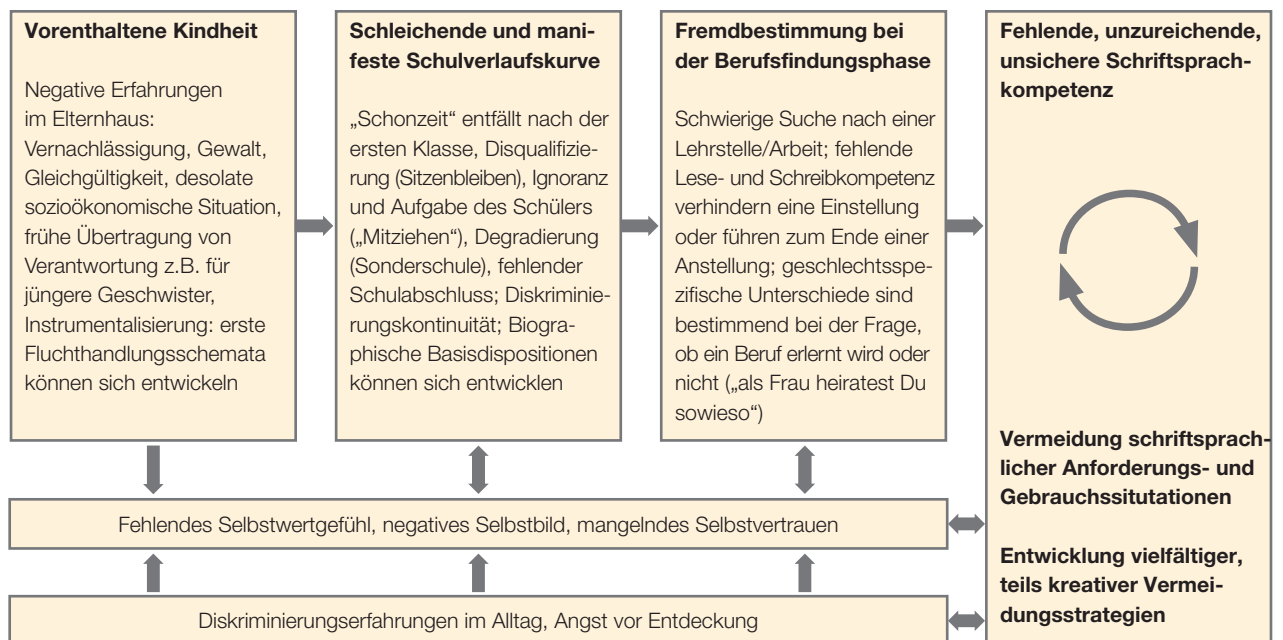 Vorenthaltene Kindheit
Negative Erfahrungen
im Elternhaus:
Vernachlässigung, Gewalt,
Gleichgültigkeit, desolate
sozioökonomische Situation,
frühe Übertragung von
Verantwortung z.B. für
jüngere Geschwister,
Instrumentalisierung: erste
Fluchthandlungsschemata
können sich entwickeln
Schleichende und mani-
feste Schulverlaufskurve
„Schonzeit“ entfällt nach der
ersten Klasse, Disqualifizie-
rung (Sitzenbleiben), Ignoranz
und Aufgabe des Schülers
(„Mitziehen“), Degradierung
(Sonderschule), fehlender
Schulabschluss; Diskriminie-
rungskontinuität; Biogra-
phische Basisdispositionen
können sich entwicklen
Fremdbestimmung bei
der Berufsfindungsphase
Schwierige Suche nach einer
Lehrstelle/Arbeit; fehlende
Lese- und Schreibkompetenz
verhindern eine Einstellung
oder führen zum Ende einer
Anstellung; geschlechtsspe-
zifische Unterschiede sind
bestimmend bei der Frage,
ob ein Beruf erlernt wird oder
nicht („als Frau heiratest Du
sowieso“)
Fehlende, unzureichende,
unsichere Schriftsprach-
kompetenz
Vermeidung schriftsprach-
licher Anforderungs- und
Gebrauchssitutationen
Entwicklung vielfältiger,
teils kreativer Vermei-
dungsstrategien
Fehlendes Selbstwertgefühl, negatives Selbstbild, mangelndes Selbstvertrauen
Diskriminierungserfahrungen im Alltag, Angst vor Entdeckung